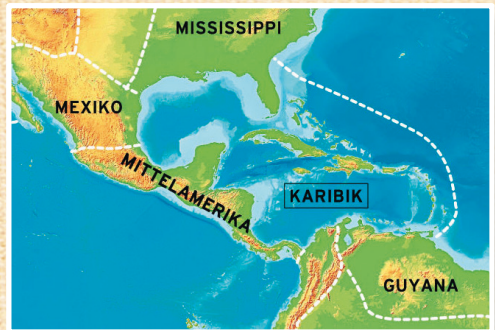 MISSISSIPPI
MEXIKO
MITTELAMERIKA
KARIBIK
GUYANA